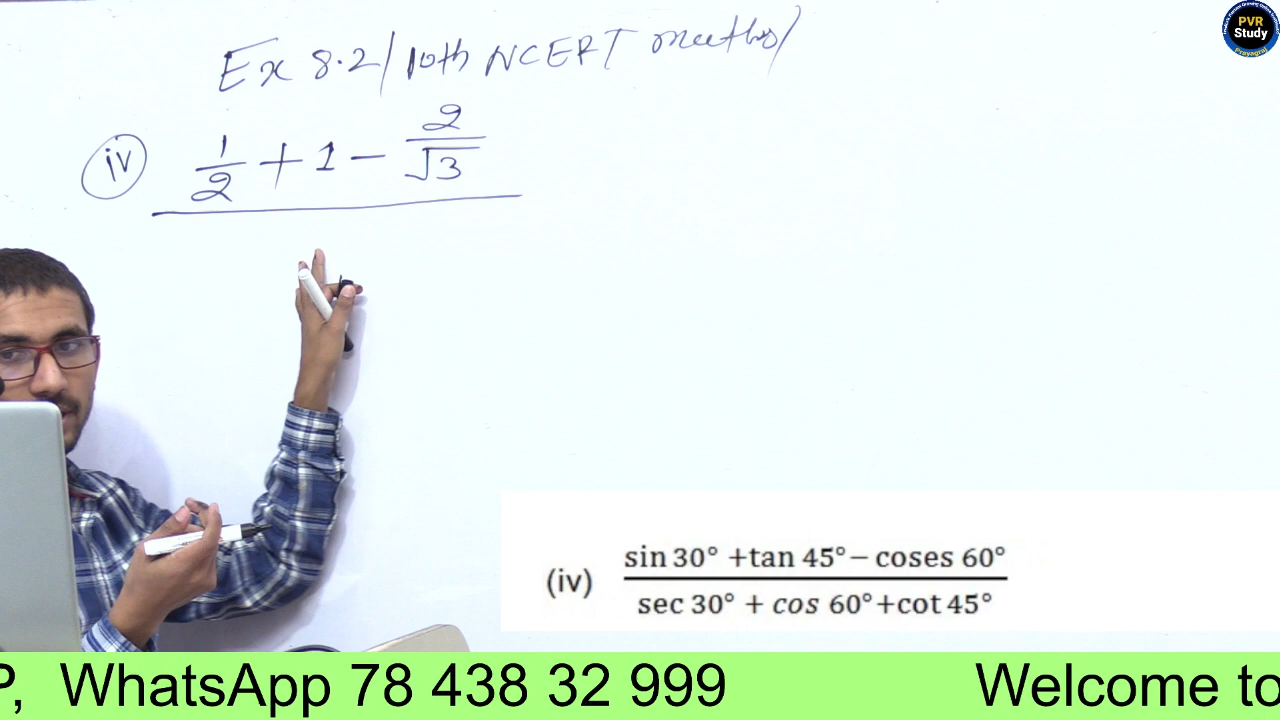 Ex 8.2/10th NCERT maths/
PVR
Study
Prayagraj
(iv) 1/2 + 1 - 2/√3
(iv) sin 30° +tan 45°− coses 60°
sec 30° + cos 60°+cot 45°
P, WhatsApp 78 438 32 999 Welcome to